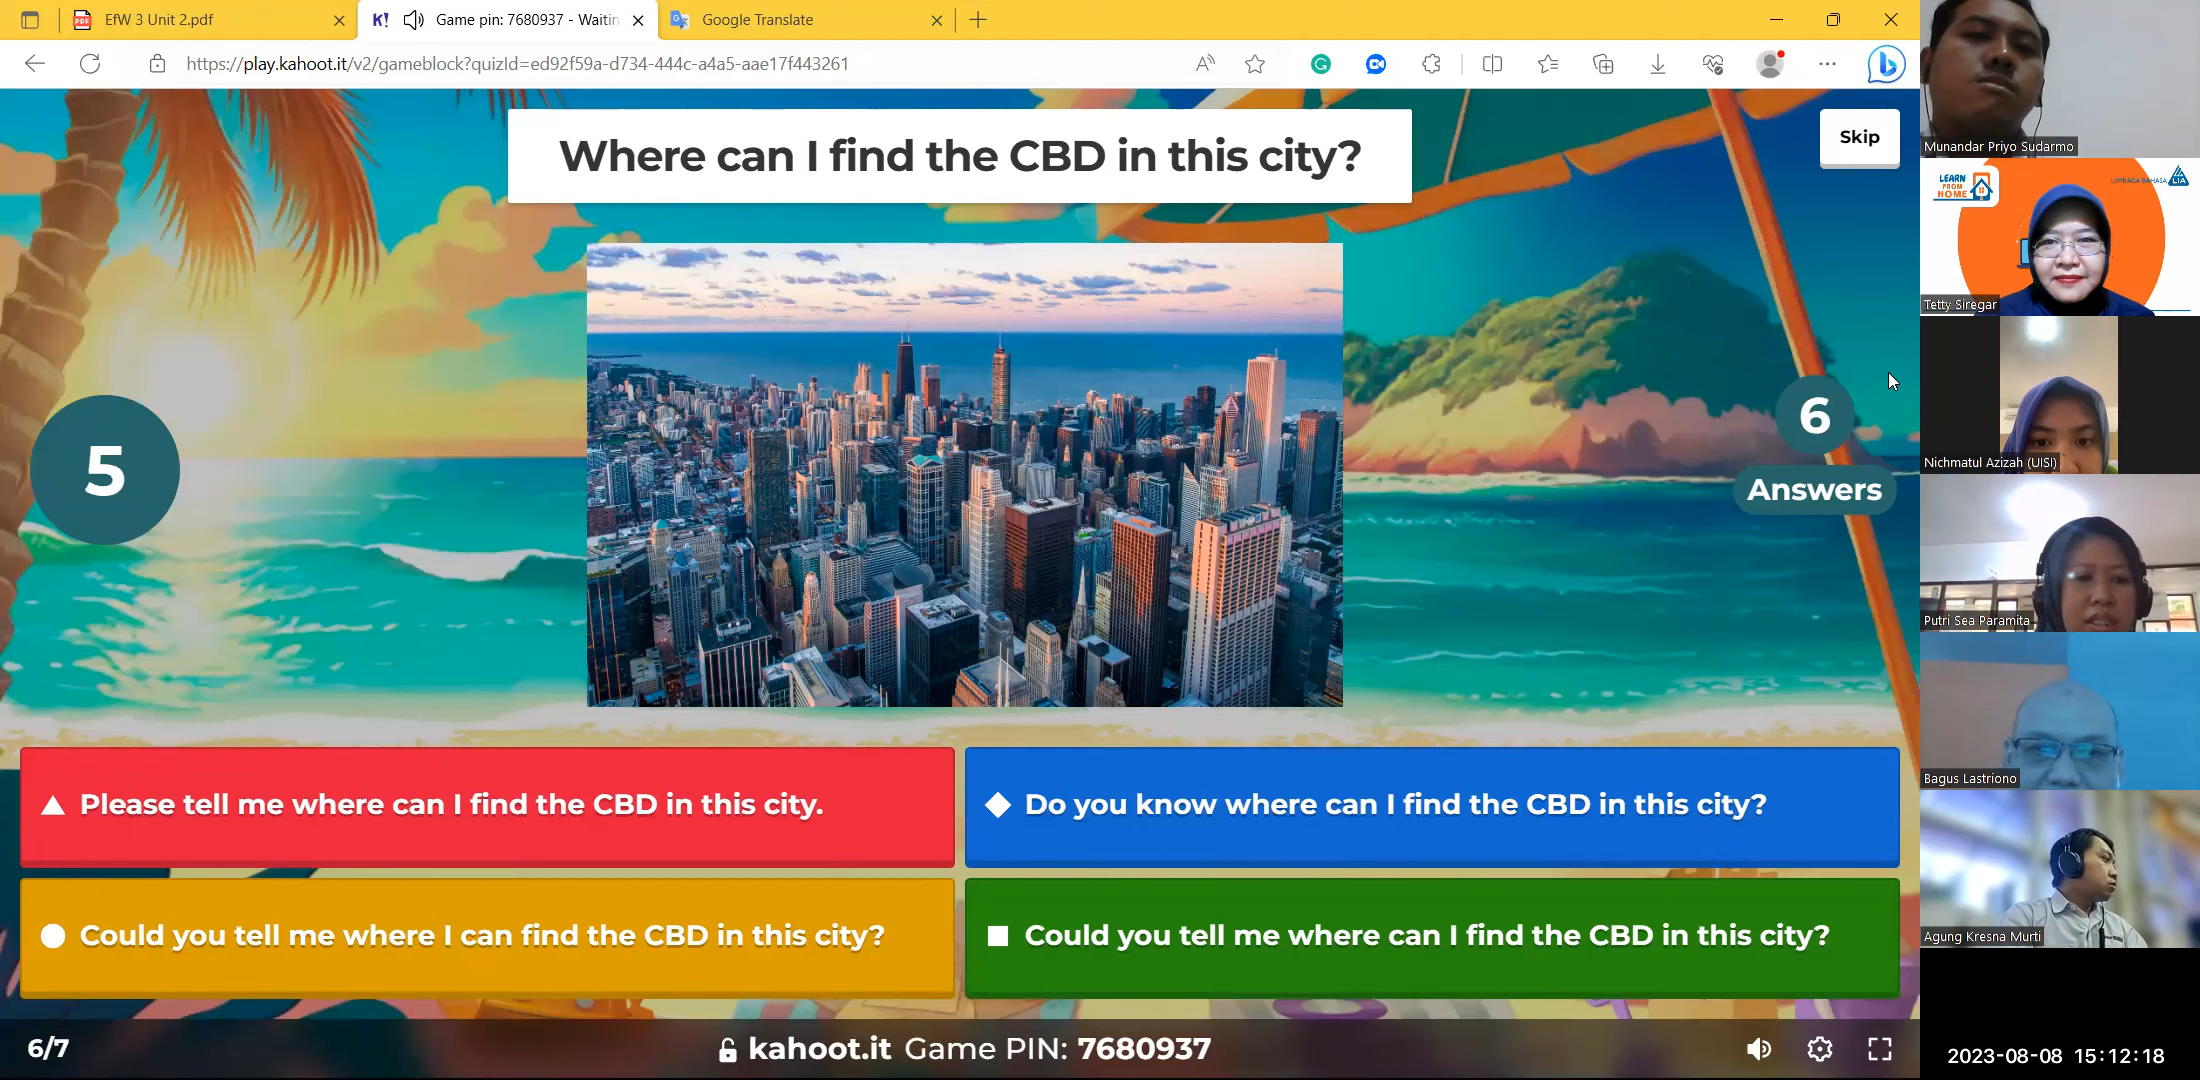 EfW 3 Unit 2.pdf
K! Game pin: 7680937 - Waitin
Google Translate
https://play.kahoot.it/v2/gameblock?quizId=ed92f59a-d734-444c-a4a5-aae17f443261
Where can I find the CBD in this city?
Skip
5
6
Answers
Please tell me where can I find the CBD in this city.
Do you know where can I find the CBD in this city?
Could you tell me where I can find the CBD in this city?
Could you tell me where can I find the CBD in this city?
6/7
kahoot.it Game PIN: 7680937
Munandar Priyo Sudarmo
LEARN
FROM
HOME
LEMBAGA BAHASA LIA
Tetty Siregar
Nichmatul Azizah (UISI)
Putri Sea Paramita
Bagus Lastriono
Agung Kresna Murti
2023-08-08 15:12:18